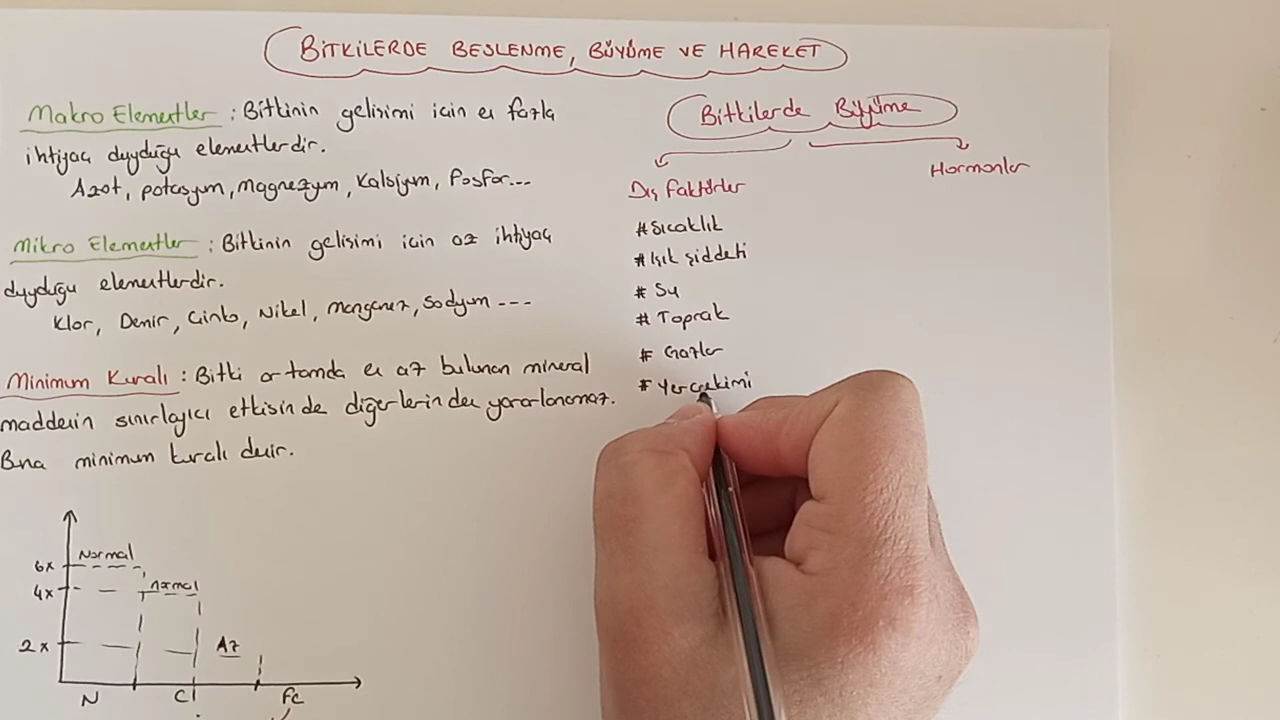 BİTKİLERDE BESLENME, BÜYÜME VE HAREKET
Makro Elementler : Bitkinin gelişimi için en fazla
ihtiyaç duyduğu elementlerdir.
Azot, potasyum, Magnezyum, Kalsiyum, Fosfor...
Mikro Elementler : Bitkinin gelişimi için az ihtiyaç
duyduğu elementlerdir.
Klor, Demir, Çinko, Nikel, Manganez, Sodyum ---
Minimum Kuralı : Bitki ortamda en az bulunan mineral
maddenin sınırlayıcı etkisinde diğerlerinden yararlanamaz.
Buna minimum kuralı denir.
Normal
6x
4x
normal
2x
Az
N
Cl
Fe
Bitkilerde Büyüme
Dış Faktörler
Hormonlar
#Sıcaklık
#Işık şiddeti
# Su
# Toprak
# Gazlar
# Yerçekimi